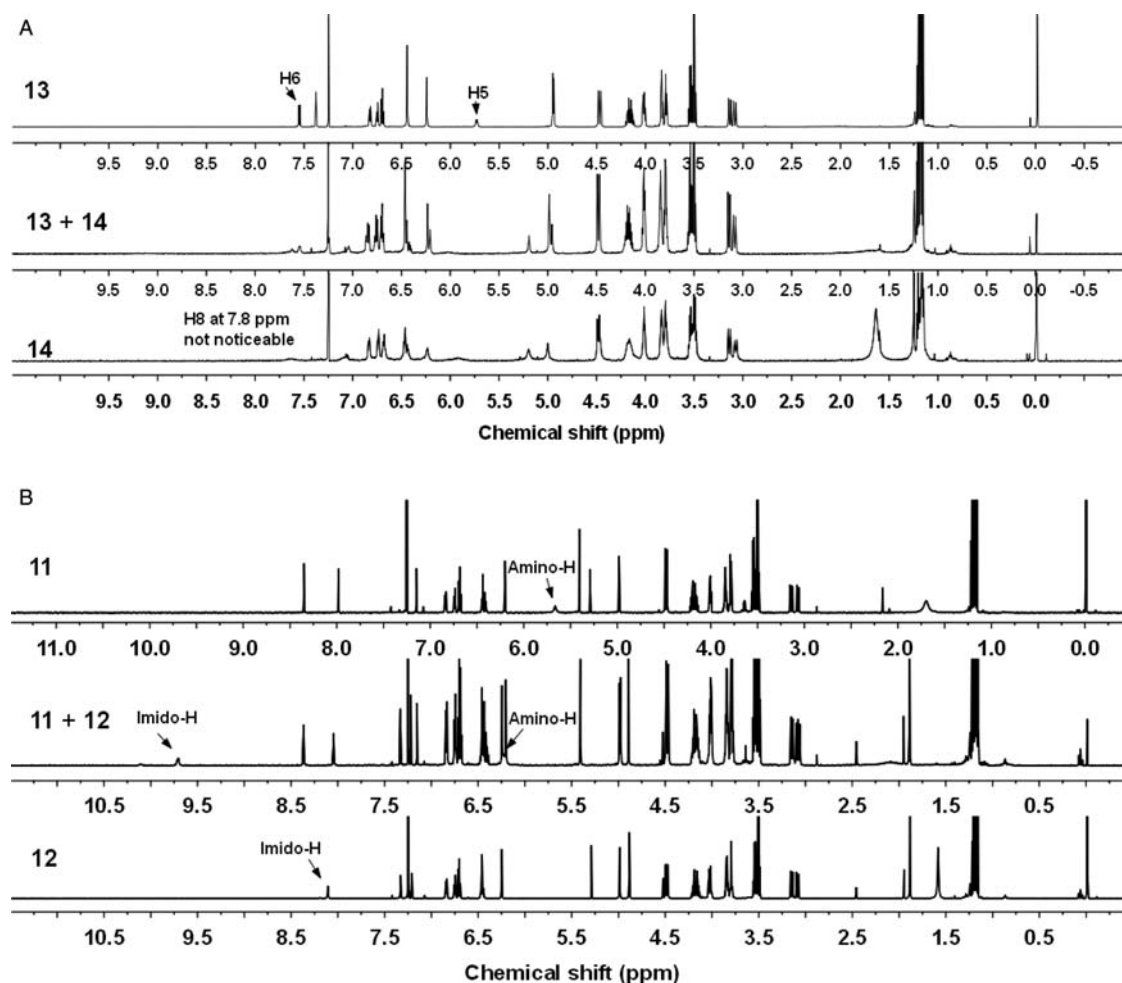 A
13
H6
H5
9.5 9.0 8.5 8.0 7.5 7.0 6.5 6.0 5.5 5.0 4.5 4.0 3.5 3.0 2.5 2.0 1.5 1.0 0.5 0.0 -0.5
13 + 14
9.5 9.0 8.5 8.0 7.5 7.0 6.5 6.0 5.5 5.0 4.5 4.0 3.5 3.0 2.5 2.0 1.5 1.0 0.5 0.0 -0.5
H8 at 7.8 ppm
not noticeable
14
9.5 9.0 8.5 8.0 7.5 7.0 6.5 6.0 5.5 5.0 4.5 4.0 3.5 3.0 2.5 2.0 1.5 1.0 0.5 0.0
Chemical shift (ppm)
B
11
Amino-H
11.0 10.0 9.0 8.0 7.0 6.0 5.0 4.0 3.0 2.0 1.0 0.0
11 + 12
Imido-H
Amino-H
10.5 9.5 8.5 7.5 6.5 5.5 4.5 3.5 2.5 1.5 0.5
12
Imido-H
10.5 9.5 8.5 7.5 6.5 5.5 4.5 3.5 2.5 1.5 0.5
Chemical shift (ppm)